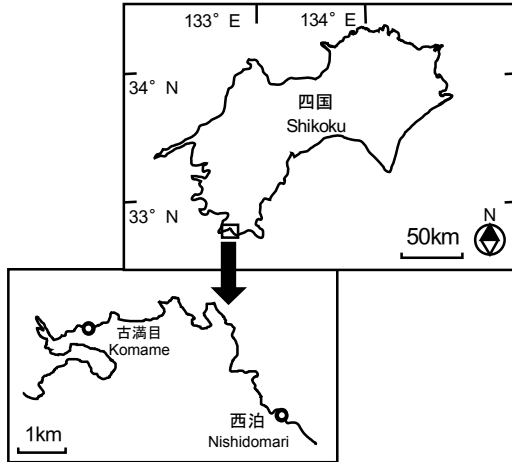 133° E
134° E
34° N
四国
Shikoku
33° N
N
50km
古満目
Komame
西泊
Nishidomari
1km